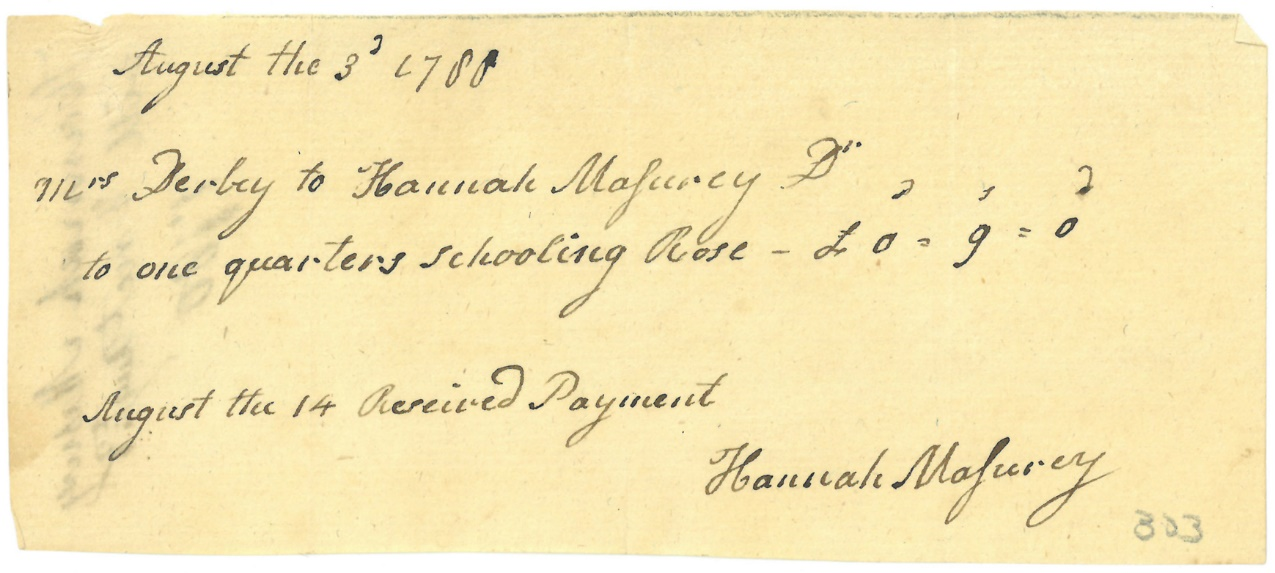 August the 3d 1788
Mrs Derby to Hannah Maſurey Dr
to one quarters schooling Rose - £ 0 = 9 = 0
August the 14 Received Payment
Hannah Maſurey